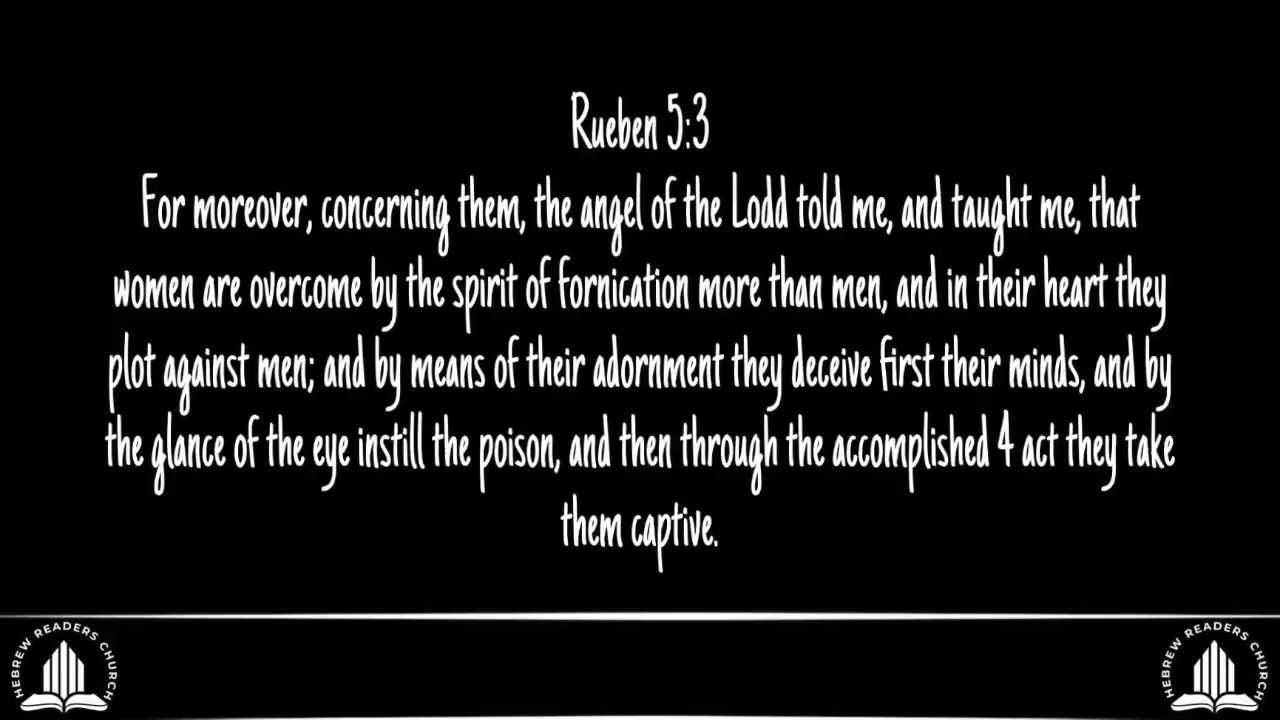 Rueben 5:3
For moreover, concerning them, the angel of the Lodd told me, and taught me, that
women are overcome by the spirit of fornication more than men, and in their heart they
plot against men; and by means of their adornment they deceive first their minds, and by
the glance of the eye instill the poison, and then through the accomplished 4 act they take
them captive.
HEBREW READERS CHURCH
HEBREW READERS CHURCH